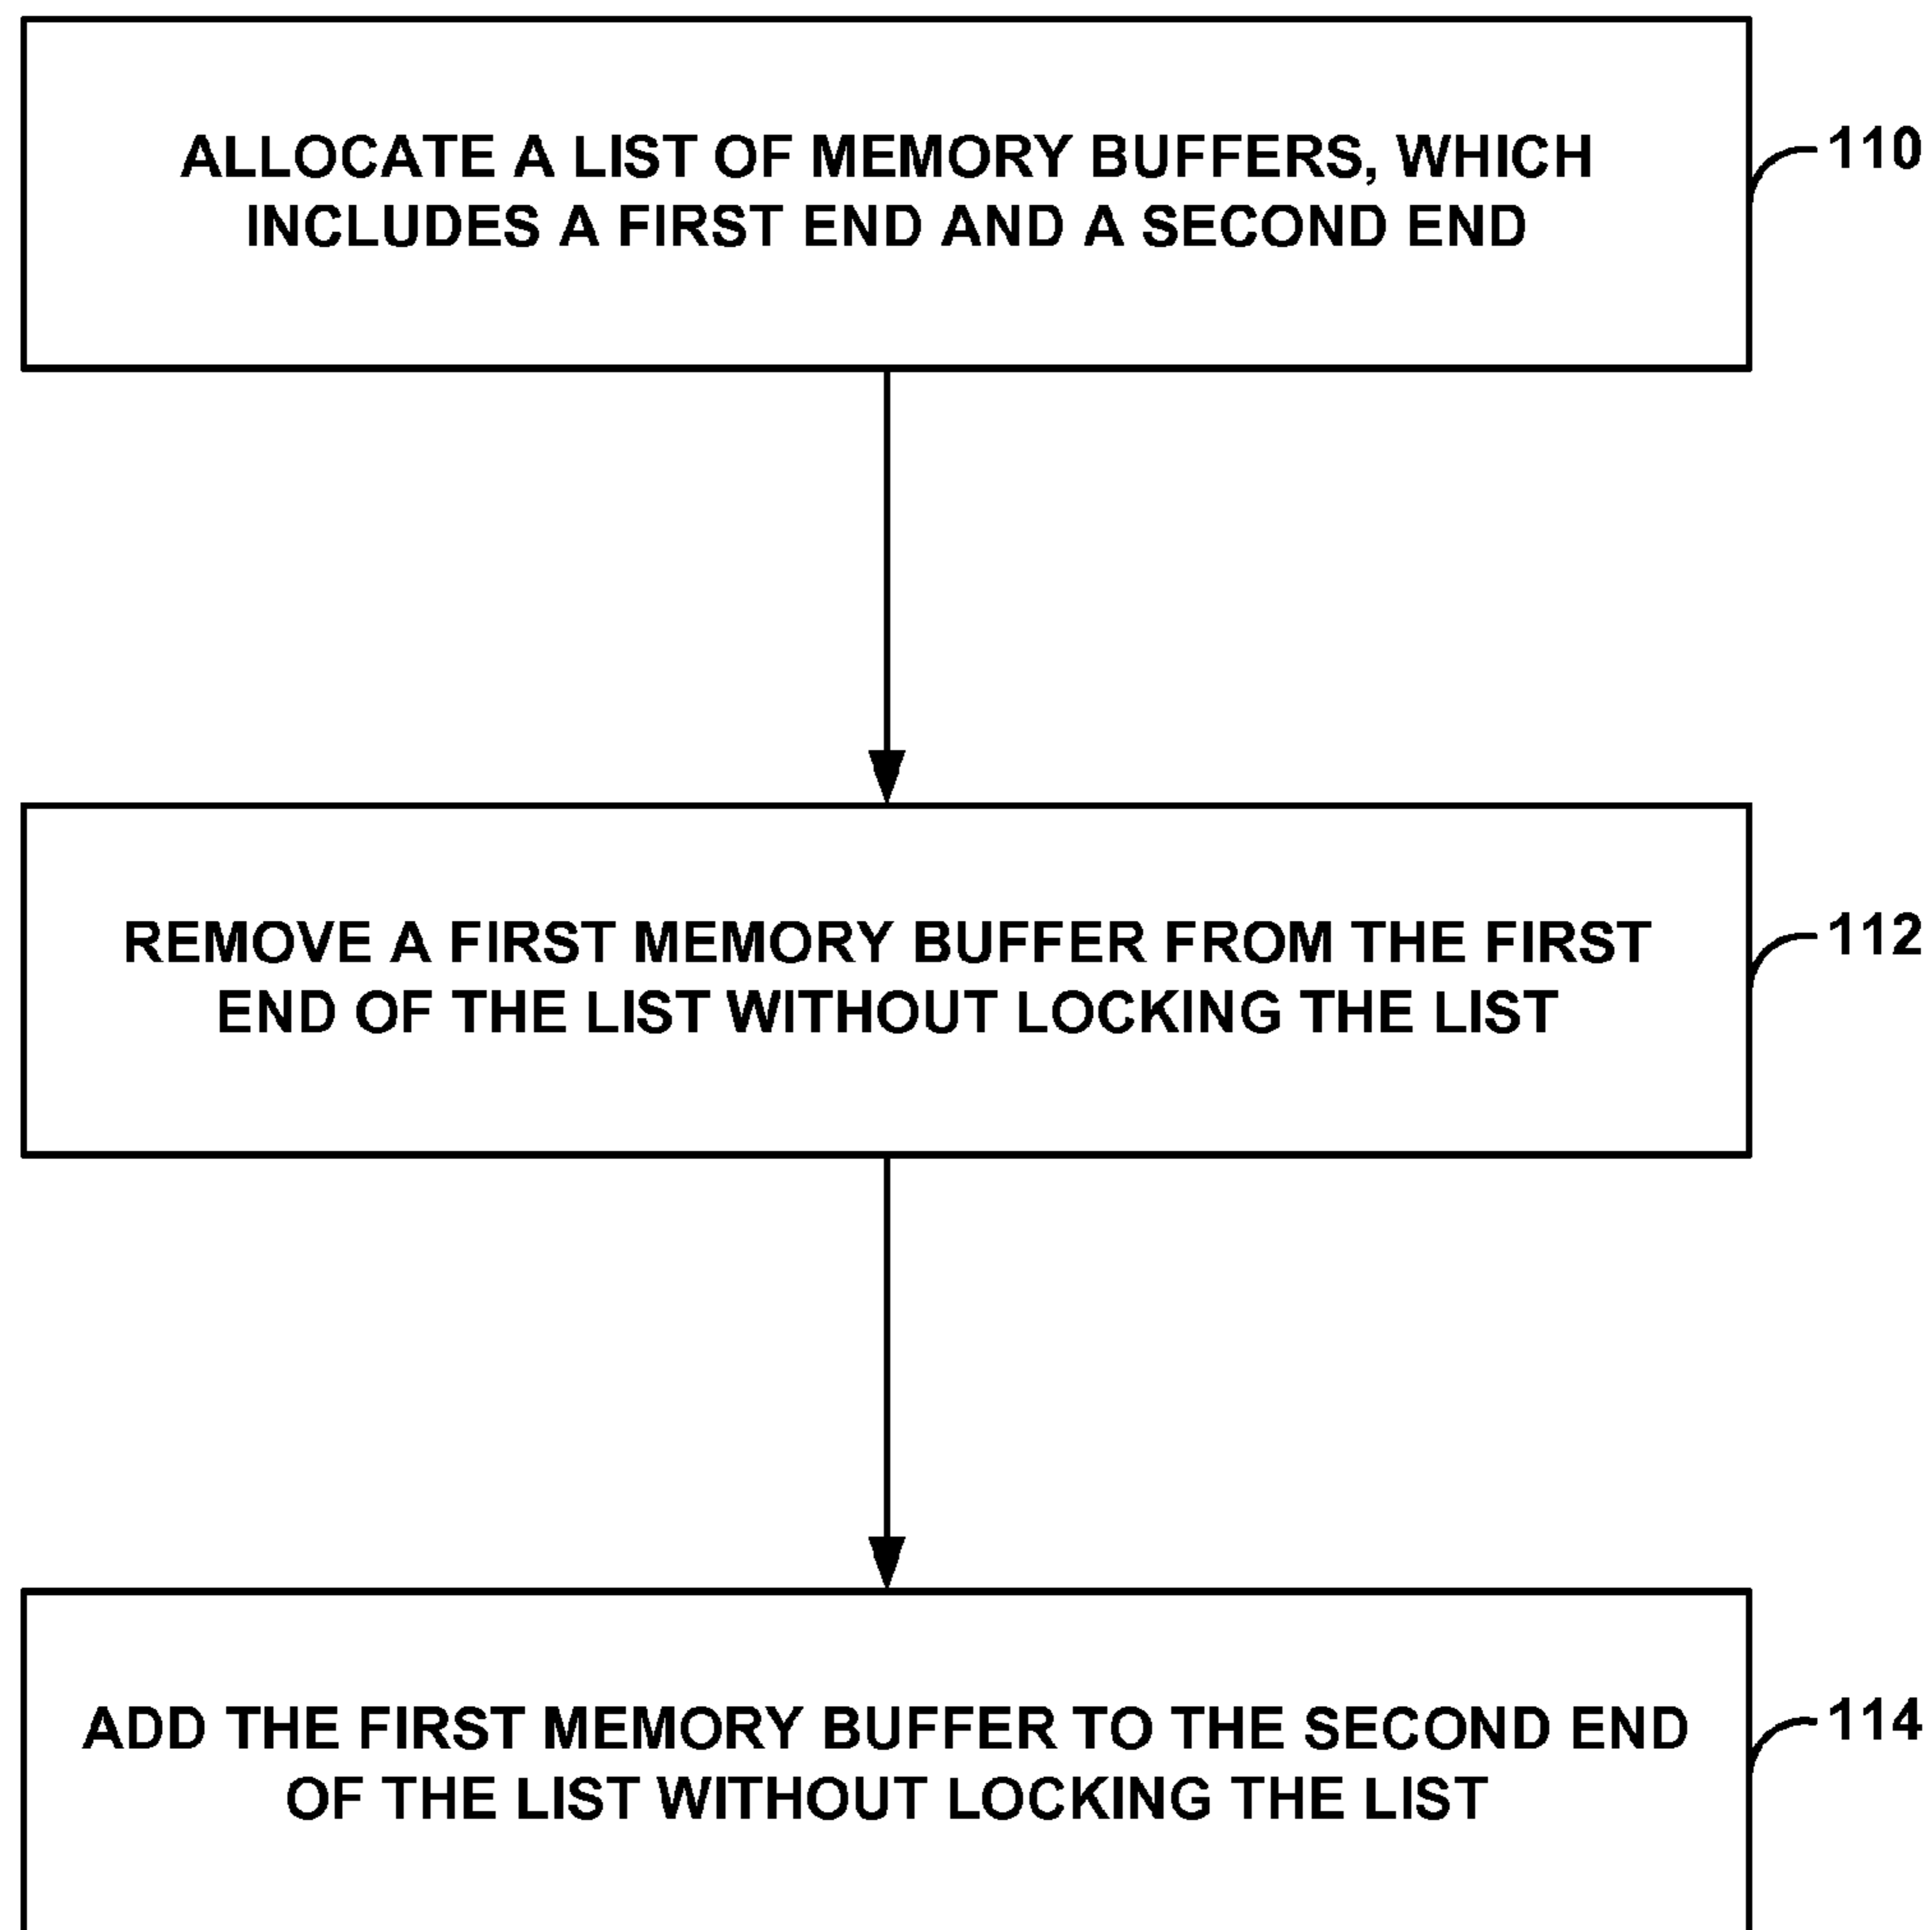 ALLOCATE A LIST OF MEMORY BUFFERS, WHICH
INCLUDES A FIRST END AND A SECOND END
110
REMOVE A FIRST MEMORY BUFFER FROM THE FIRST
END OF THE LIST WITHOUT LOCKING THE LIST
112
ADD THE FIRST MEMORY BUFFER TO THE SECOND END
OF THE LIST WITHOUT LOCKING THE LIST
114